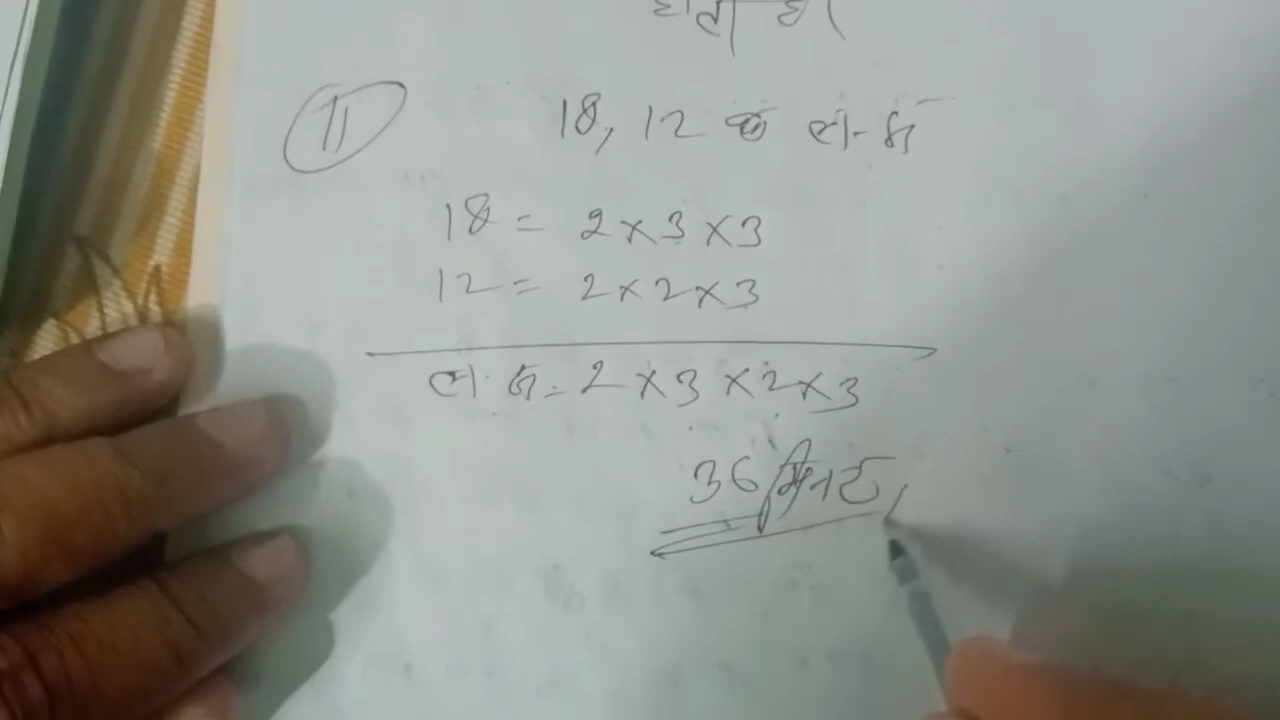 11
18, 12 के ल. स.
18 = 2×3×3
12 = 2×2×3
ल. स. = 2×3×2×3
36 मिनट